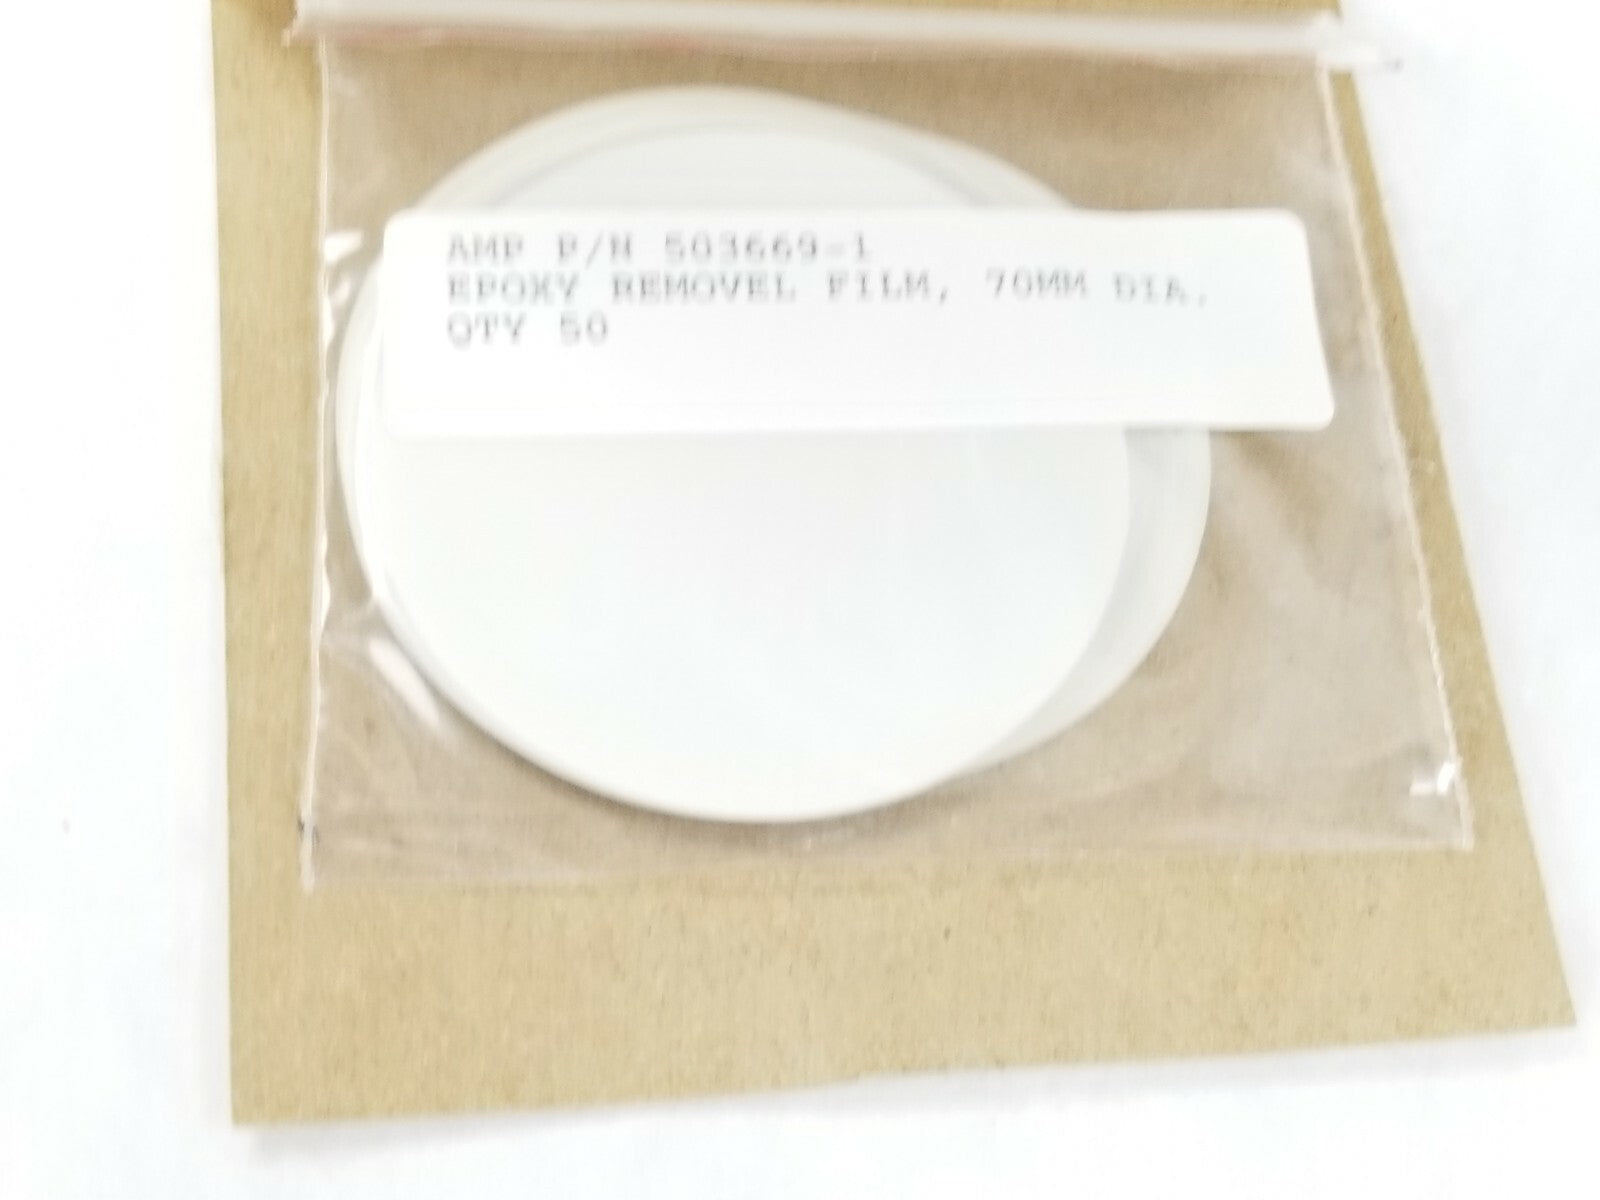 AMP P/N 503669-1
EPOXY REMOVEL FILM, 70MM DIA.
QTY 50